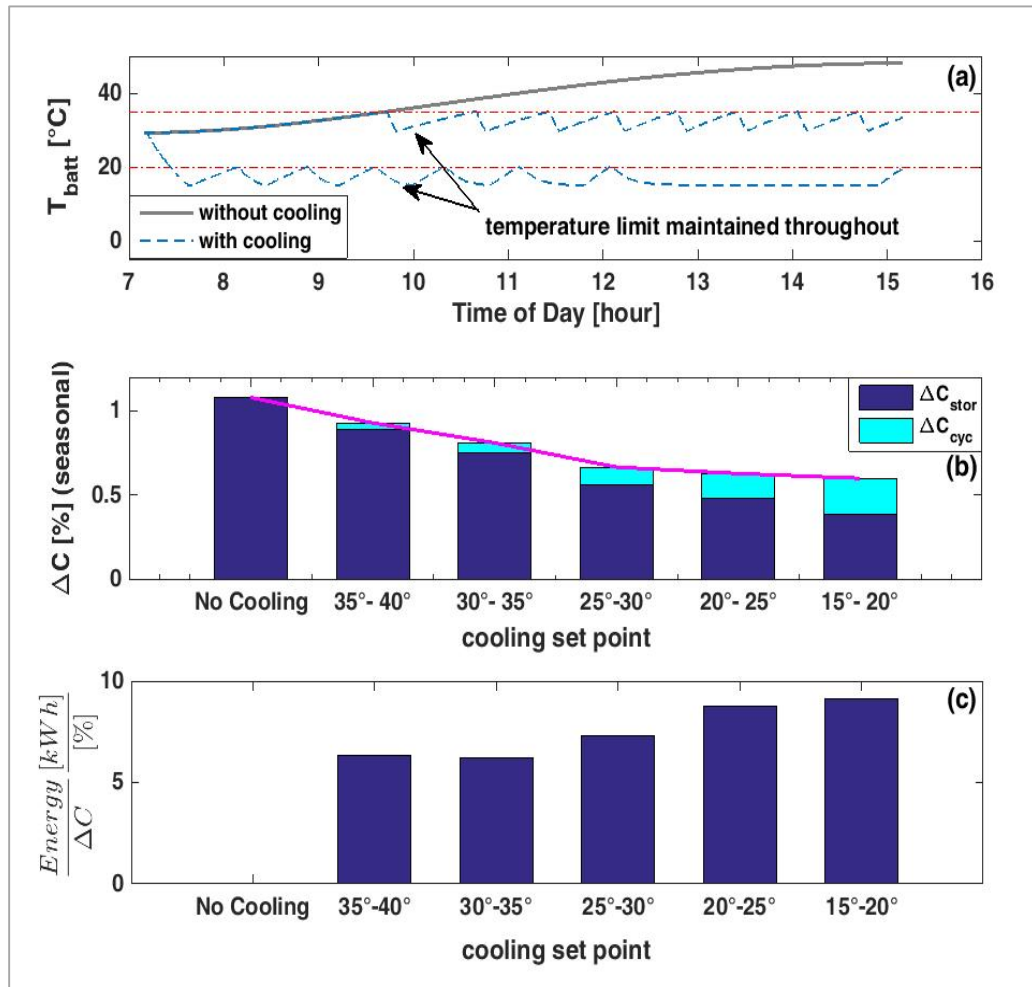 (a)
T_batt [°C]
40
20
0
without cooling
with cooling
temperature limit maintained throughout
7 8 9 10 11 12 13 14 15 16
Time of Day [hour]
ΔC [%] (seasonal)
1
0.5
0
ΔC_stor
ΔC_cyc
(b)
No Cooling 35°- 40° 30°- 35° 25°-30° 20°- 25° 15°- 20°
cooling set point
Energy [kWh]
ΔC [%]
10
5
0
(c)
No Cooling 35°-40° 30°-35° 25°-30° 20°-25° 15°-20°
cooling set point